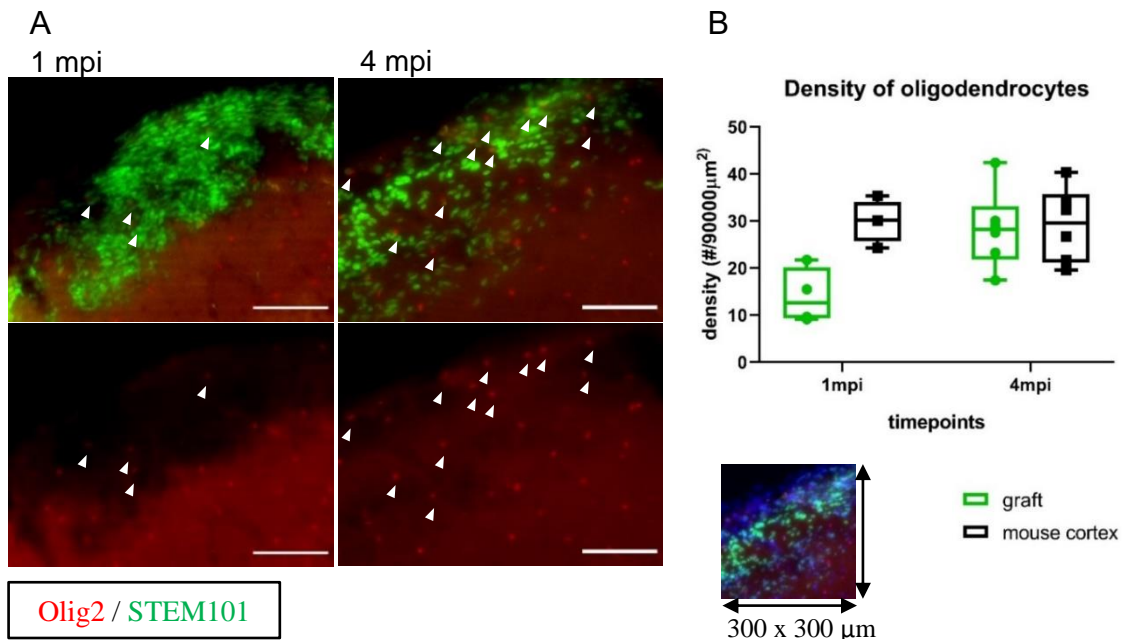 A
1 mpi
4 mpi
Olig2 / STEM101
B
Density of oligodendrocytes
density (#/90000μm²)
50
40
30
20
10
0
1mpi
4mpi
timepoints
graft
mouse cortex
300 x 300 μm